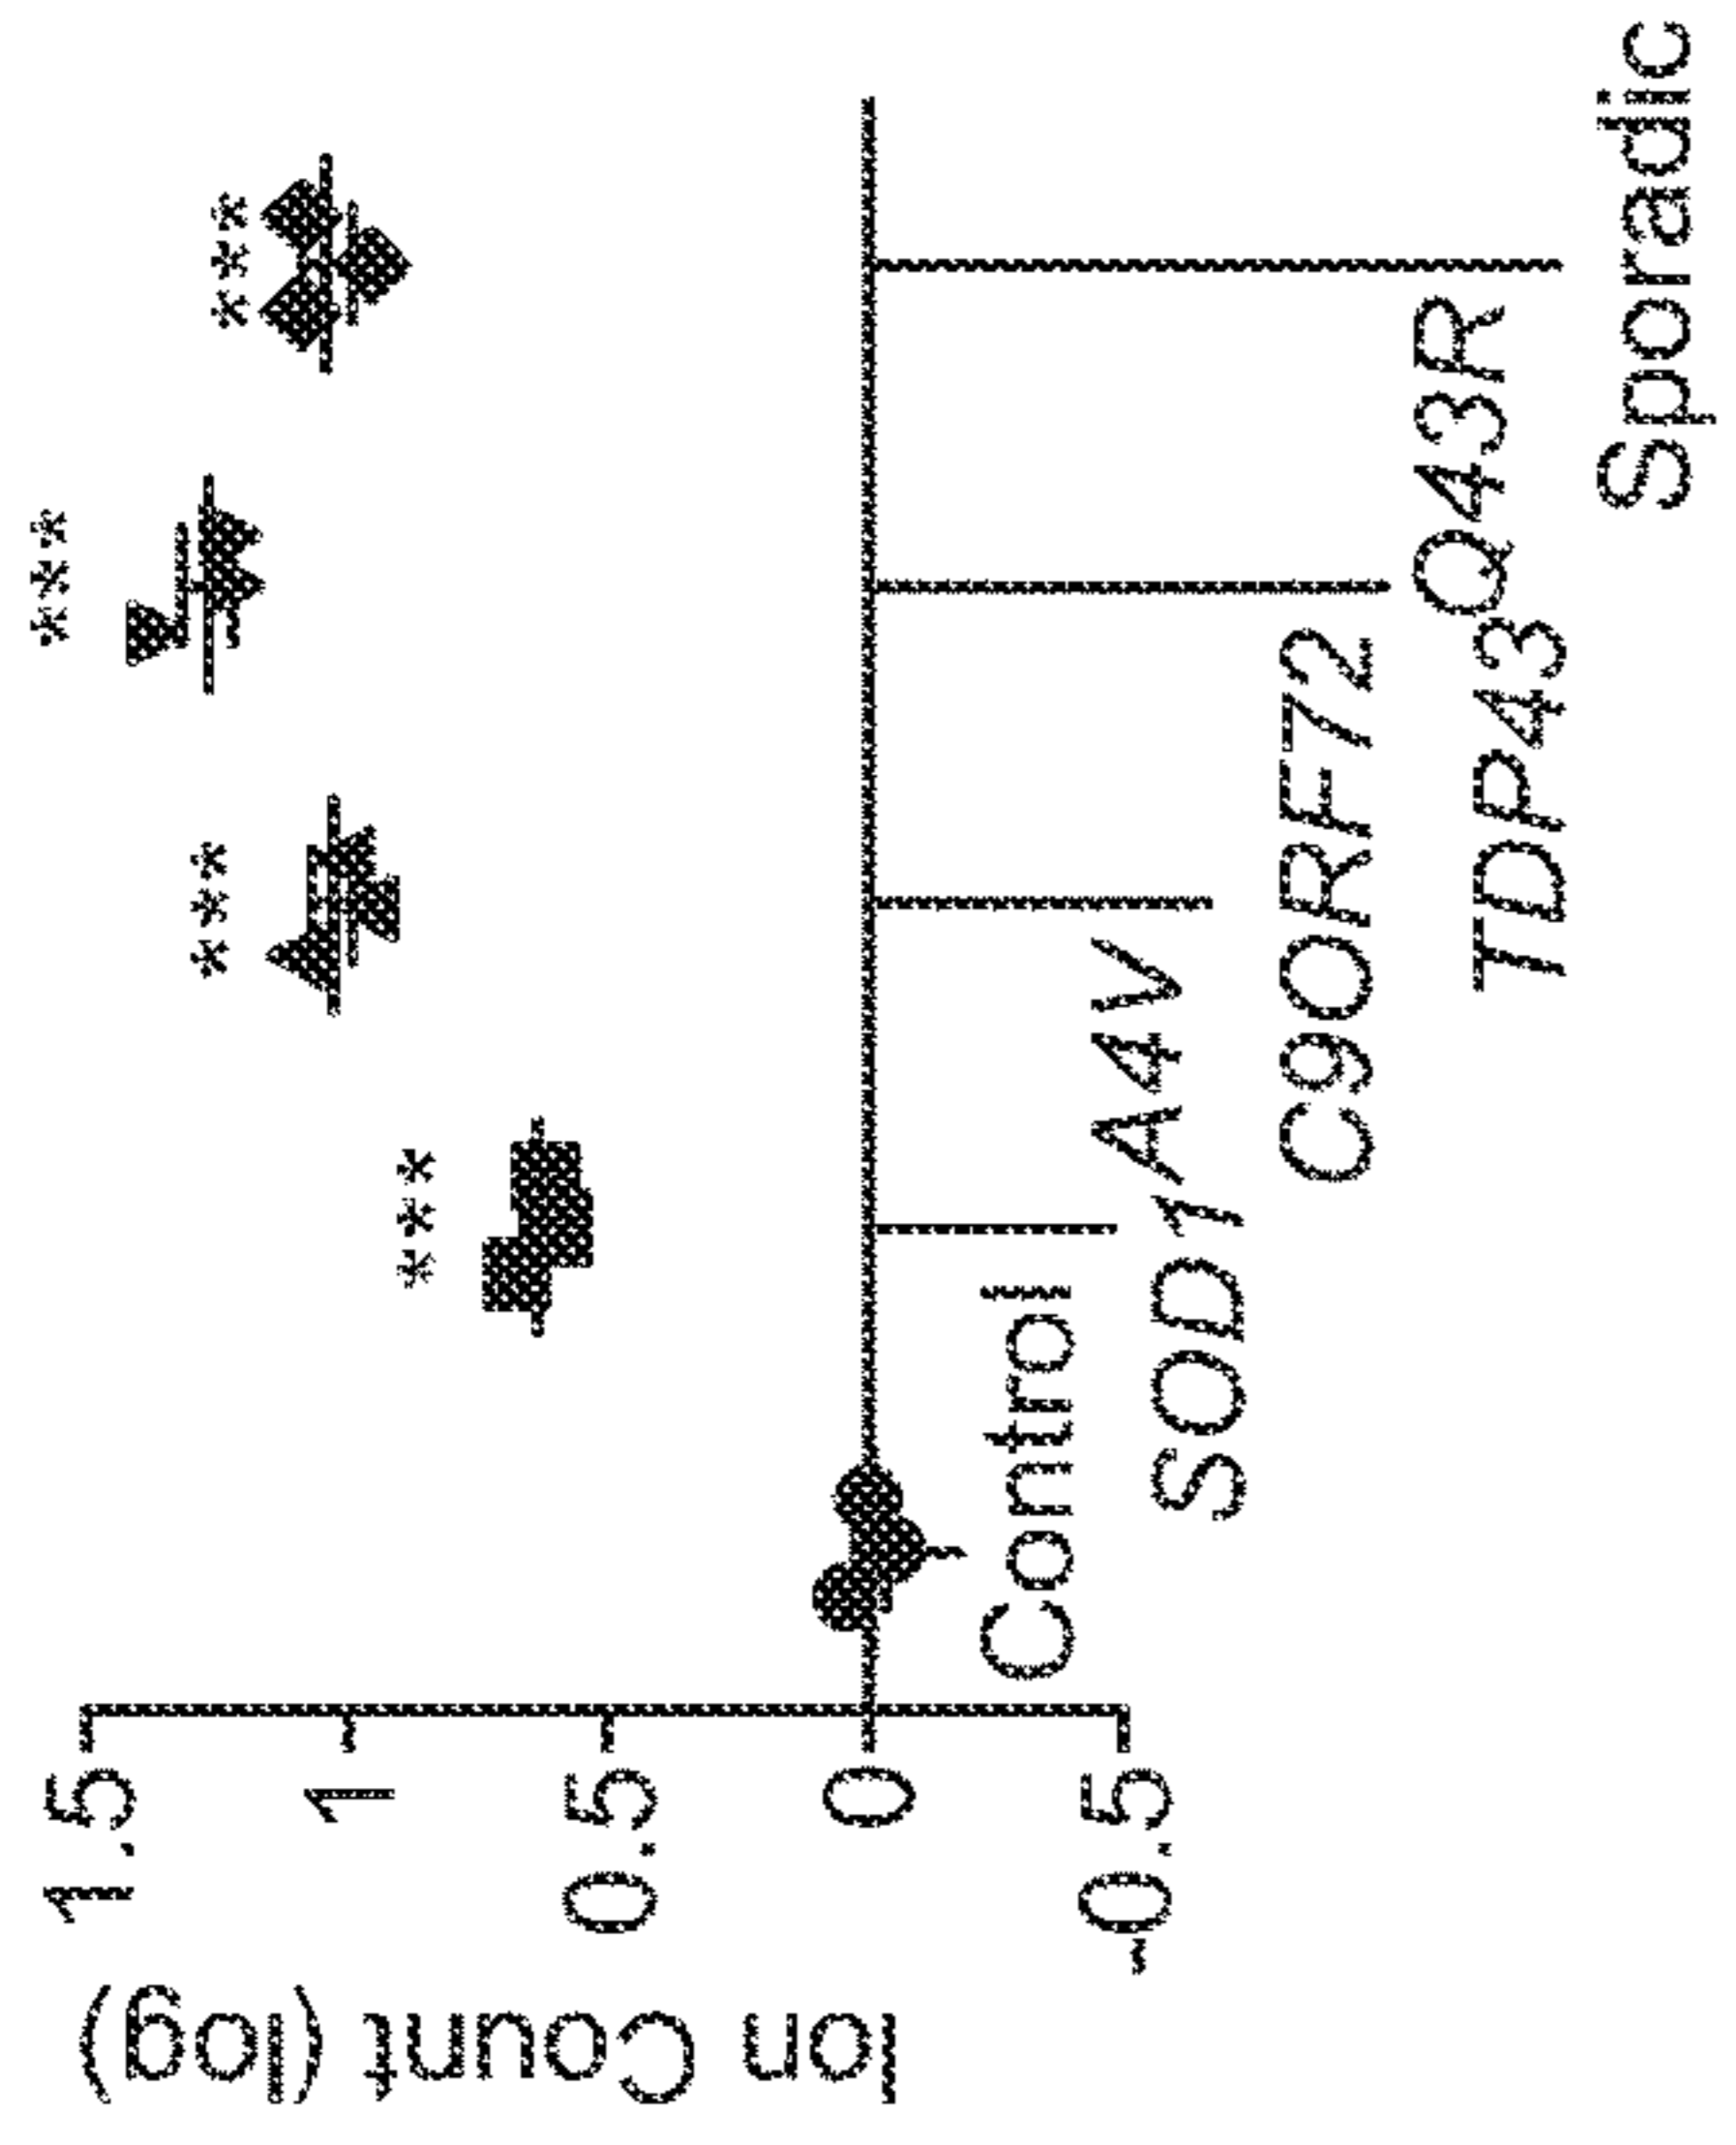 Ion Count (log)
1.5
1
0.5
0
-0.5
***
***
***
***
Control
SOD1A4V
C9ORF72
TDP43Q43R
Sporadic